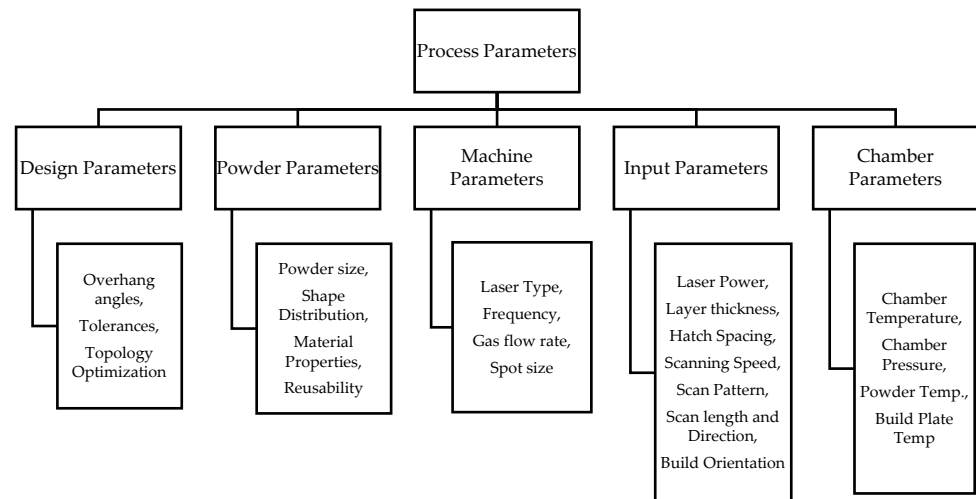 Process Parameters
Design Parameters
Powder Parameters
Machine
Parameters
Input Parameters
Chamber
Parameters
Overhang
angles,
Tolerances,
Topology
Optimization
Powder size,
Shape
Distribution,
Material
Properties,
Reusability
Laser Type,
Frequency,
Gas flow rate,
Spot size
Laser Power,
Layer thickness,
Hatch Spacing,
Scanning Speed,
Scan Pattern,
Scan length and
Direction,
Build Orientation
Chamber
Temperature,
Chamber
Pressure,
Powder Temp.,
Build Plate
Temp